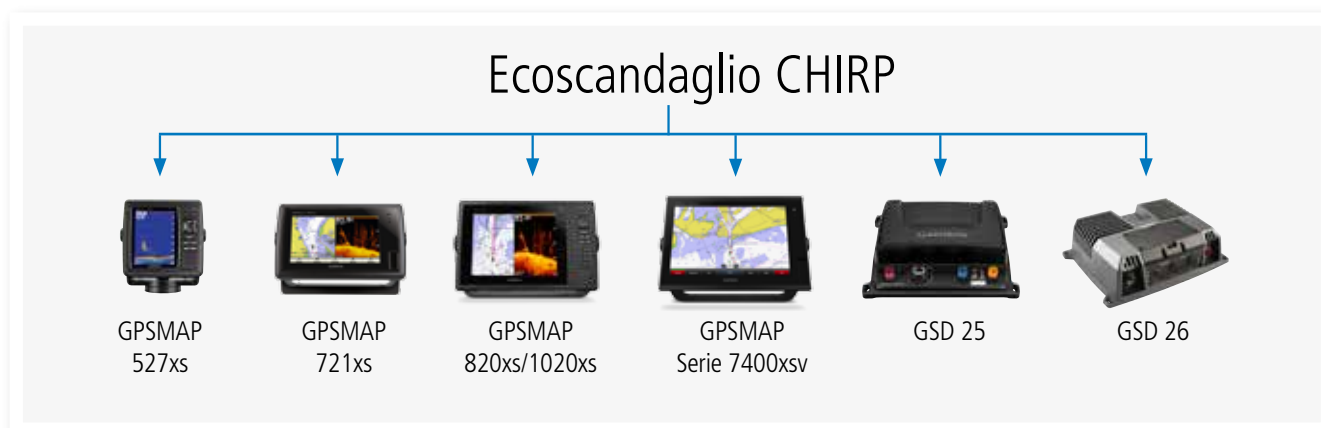 Ecoscandaglio CHIRP
GPSMAP
527xs
GPSMAP
721xs
GPSMAP
820xs/1020xs
GPSMAP
Serie 7400xsv
GSD 25
GSD 26